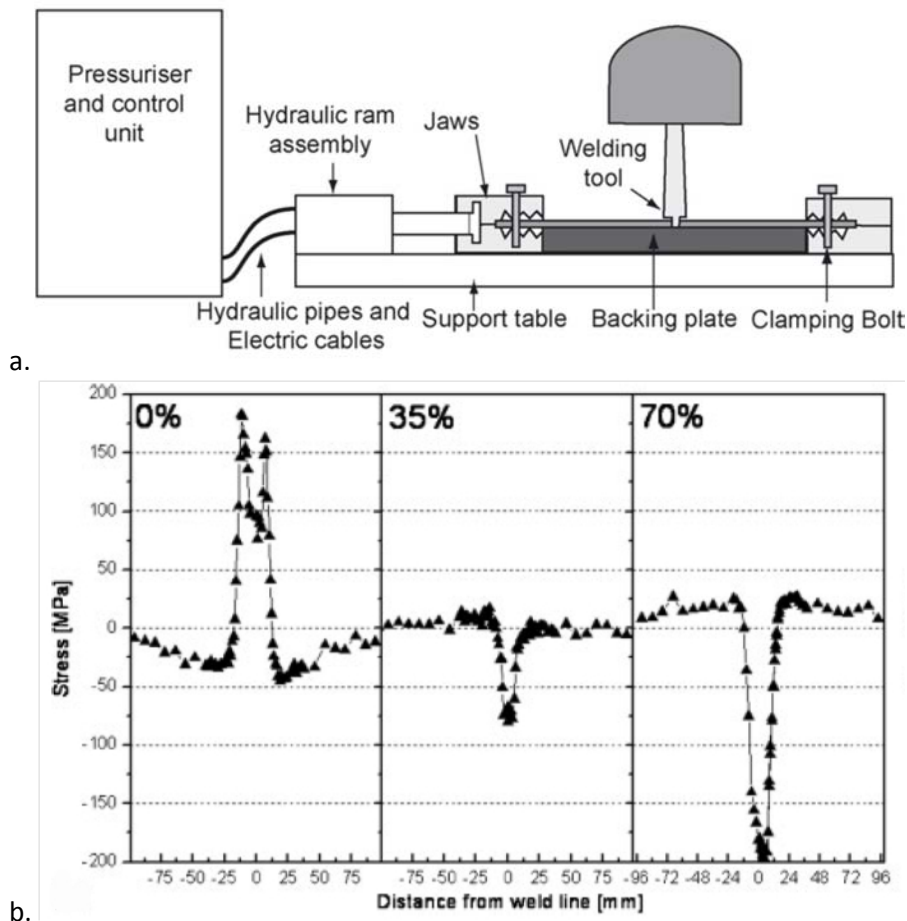 Pressuriser
and control
unit
Hydraulic ram
assembly
Jaws
Welding
tool
Hydraulic pipes and
Electric cables
Support table
Backing plate
Clamping Bolt
a.
200
150
100
50
0
-50
-100
-150
-200
Stress [MPa]
0%
35%
70%
-75 -50 -25 0 25 50 75
-75 -50 -25 0 25 50 75
-96 -72 -48 -24 0 24 48 72 96
Distance from weld line [mm]
b.